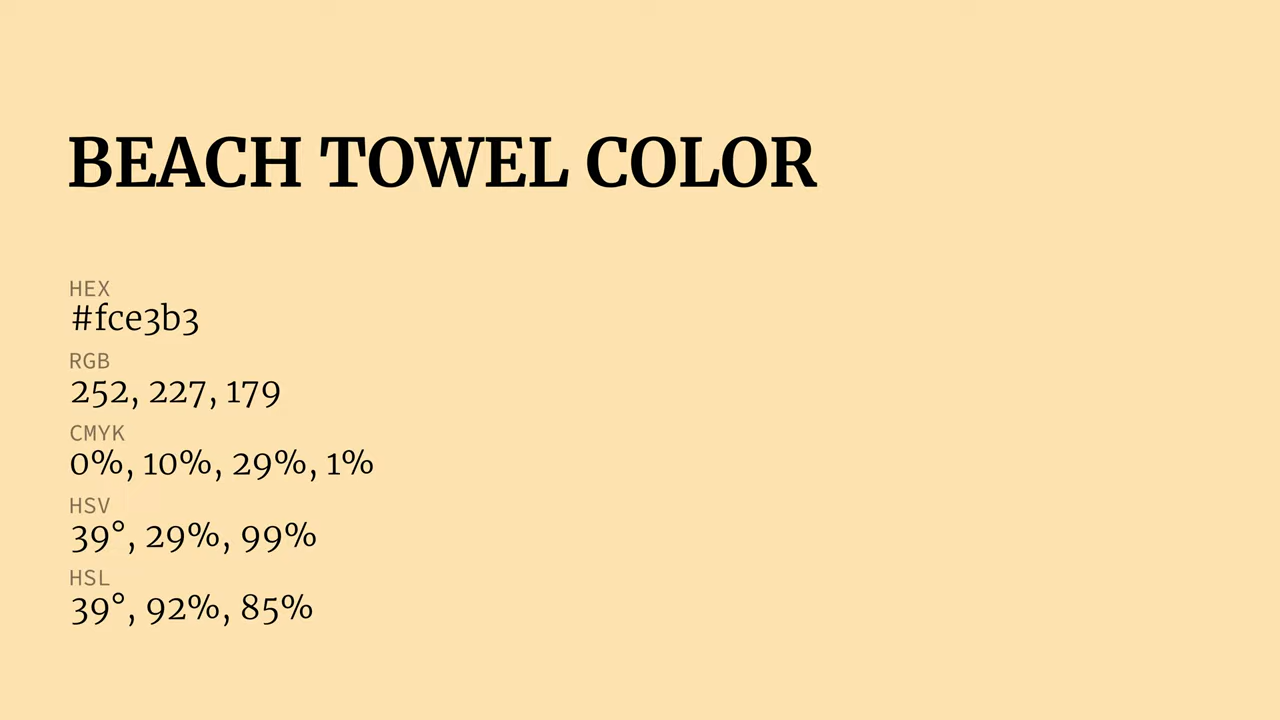 BEACH TOWEL COLOR
HEX
#fce3b3
RGB
252, 227, 179
CMYK
0%, 10%, 29%, 1%
HSV
39°, 29%, 99%
HSL
39°, 92%, 85%